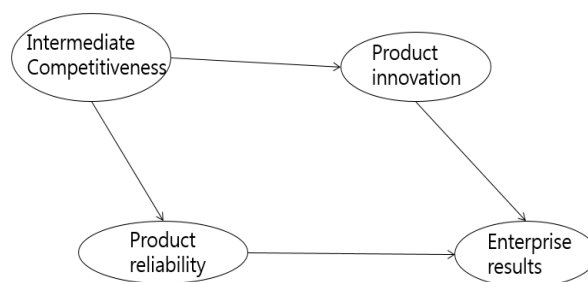 Intermediate
Competitiveness
Product
innovation
Product
reliability
Enterprise
results